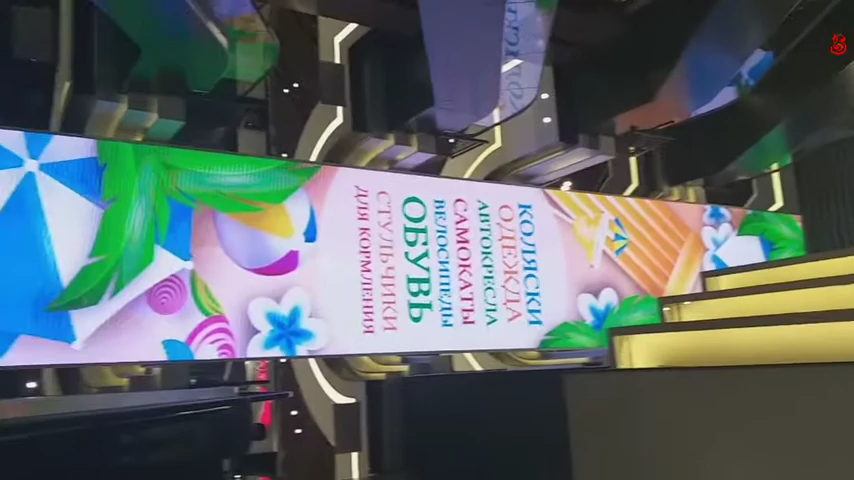 КОЛЯСКИ
ОДЕЖДА
АВТОКРЕСЛА
САМОКАТЫ
ВЕЛОСИПЕДЫ
ОБУВЬ
СТУЛЬЧИКИ
ДЛЯ КОРМЛЕНИЯ